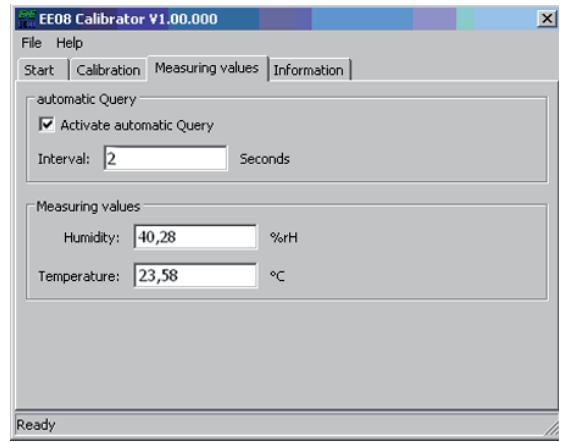 EE08 Calibrator V1.00.000
File Help
Start Calibration Measuring values Information
automatic Query
Activate automatic Query
Interval: 2 Seconds
Measuring values
Humidity: 40,28 %rH
Temperature: 23,58 °C
Ready